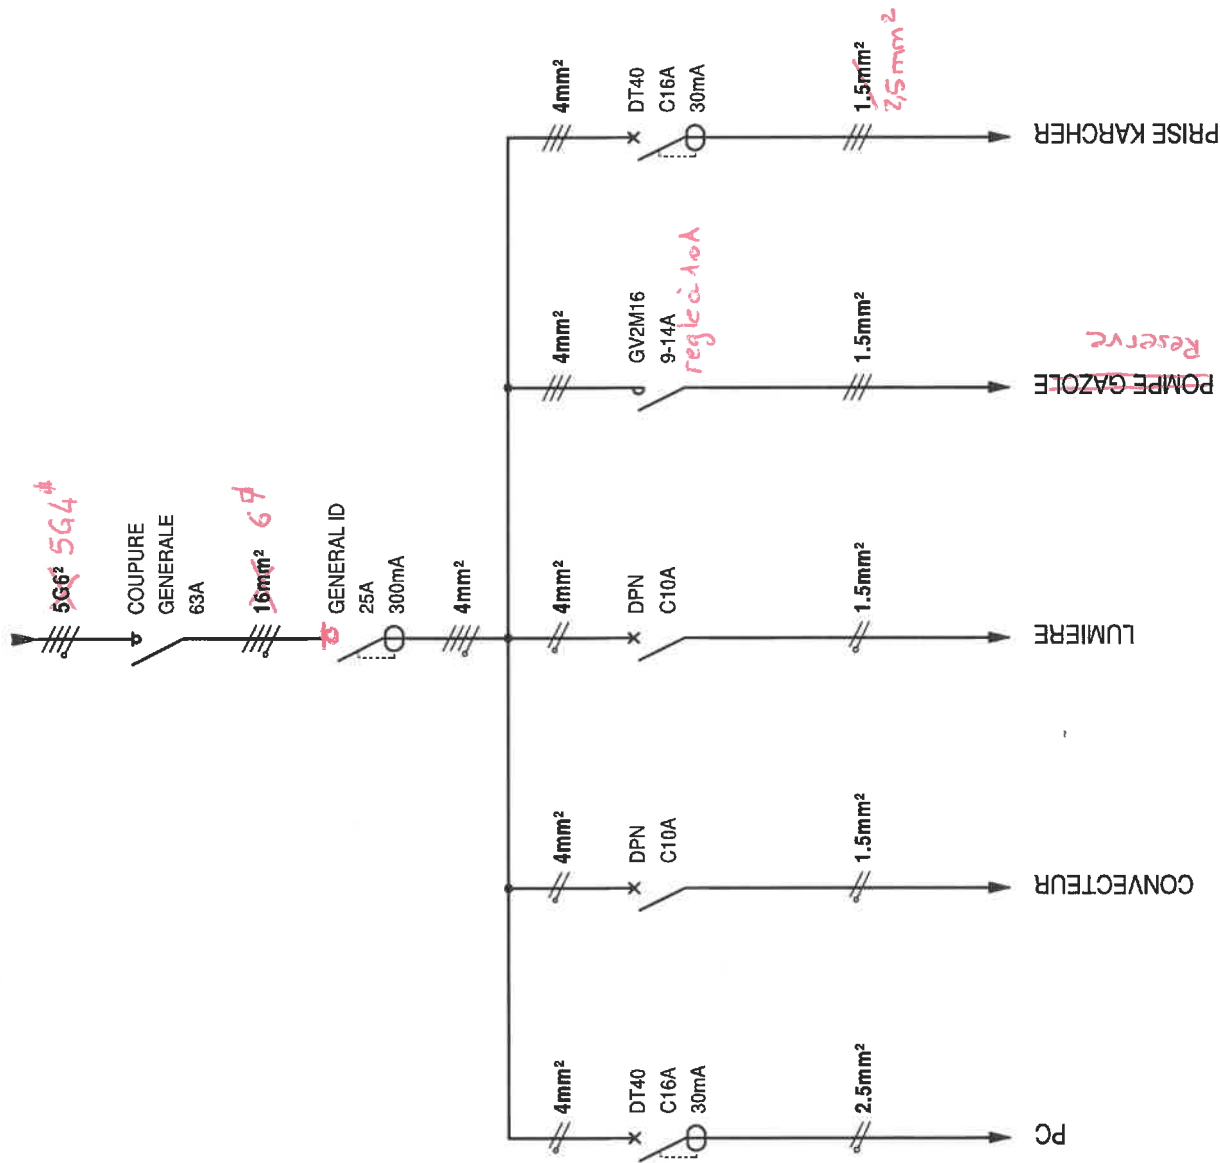 5G6² 5G4
COUPURE
GENERALE
63A
16mm² 6
GENERAL ID
25A
300mA
4mm²
4mm²
DT40
C16A
30mA
2.5mm²
PC
4mm²
DPN
C10A
1.5mm²
CONVECTEUR
4mm²
DPN
C10A
1.5mm²
LUMIERE
4mm²
GV2M16
9-14A
reglé à 10A
1.5mm²
POMPE GAZOLE
Reserve
4mm²
DT40
C16A
30mA
1.5mm²
2,5mm²
PRISE KARCHER